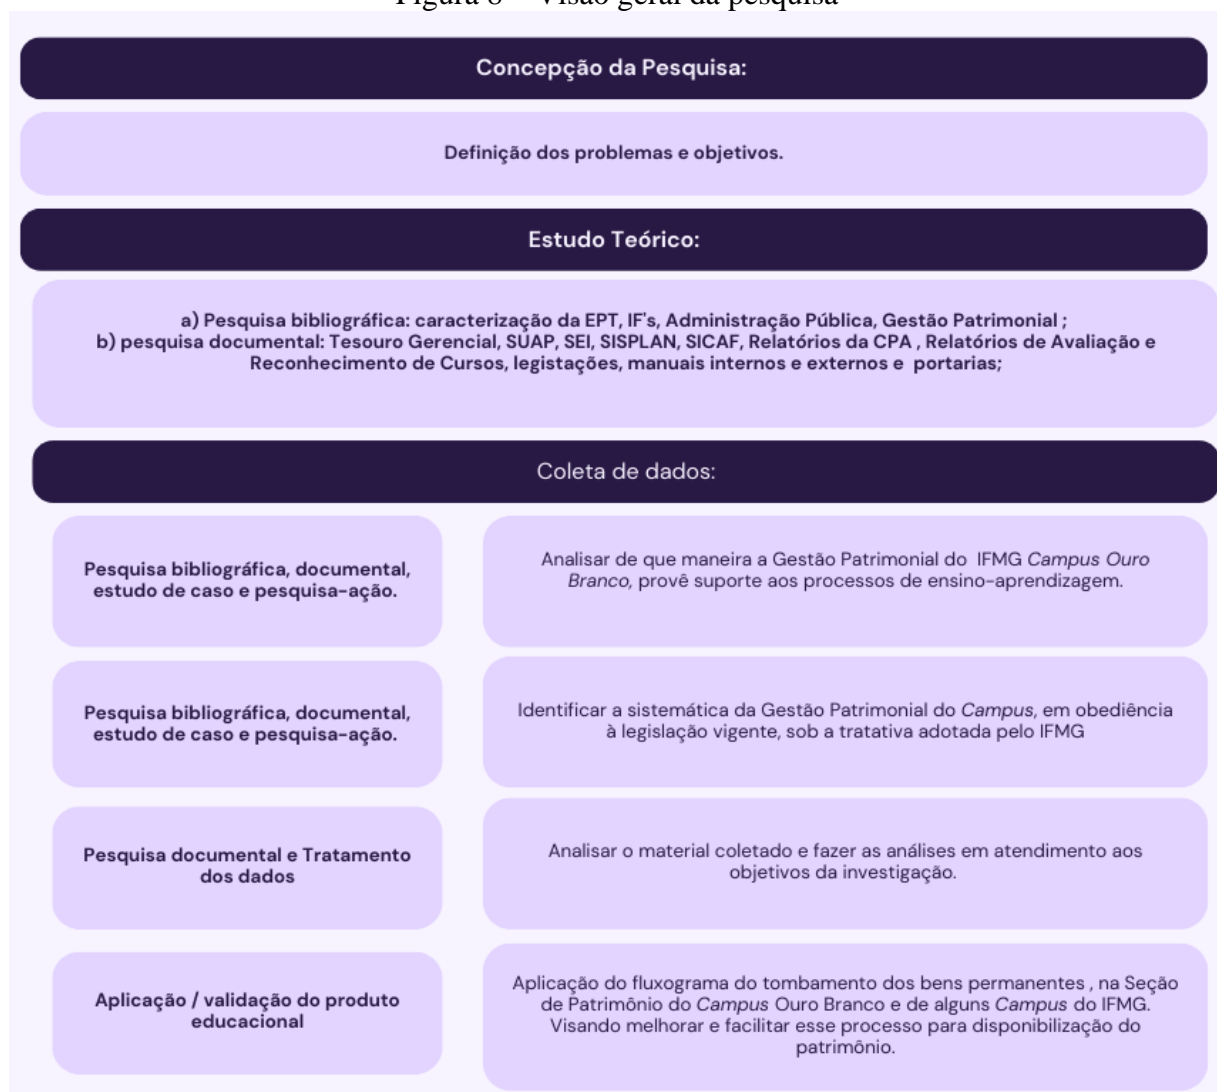 Figura 8 – Visão geral da pesquisa
Concepção da Pesquisa:
Definição dos problemas e objetivos.
Estudo Teórico:
a) Pesquisa bibliográfica: caracterização da EPT, IF's, Administração Pública, Gestão Patrimonial ;
b) pesquisa documental: Tesouro Gerencial, SUAP, SEI, SISPLAN, SICAF, Relatórios da CPA , Relatórios de Avaliação e
Reconhecimento de Cursos, legistações, manuais internos e externos e portarias;
Coleta de dados:
Pesquisa bibliográfica, documental,
estudo de caso e pesquisa-ação.
Analisar de que maneira a Gestão Patrimonial do IFMG Campus Ouro
Branco, provê suporte aos processos de ensino-aprendizagem.
Pesquisa bibliográfica, documental,
estudo de caso e pesquisa-ação.
Identificar a sistemática da Gestão Patrimonial do Campus, em obediência
à legislação vigente, sob a tratativa adotada pelo IFMG
Pesquisa documental e Tratamento
dos dados
Analisar o material coletado e fazer as análises em atendimento aos
objetivos da investigação.
Aplicação / validação do produto
educacional
Aplicação do fluxograma do tombamento dos bens permanentes , na Seção
de Patrimônio do Campus Ouro Branco e de alguns Campus do IFMG.
Visando melhorar e facilitar esse processo para disponibilização do
patrimônio.